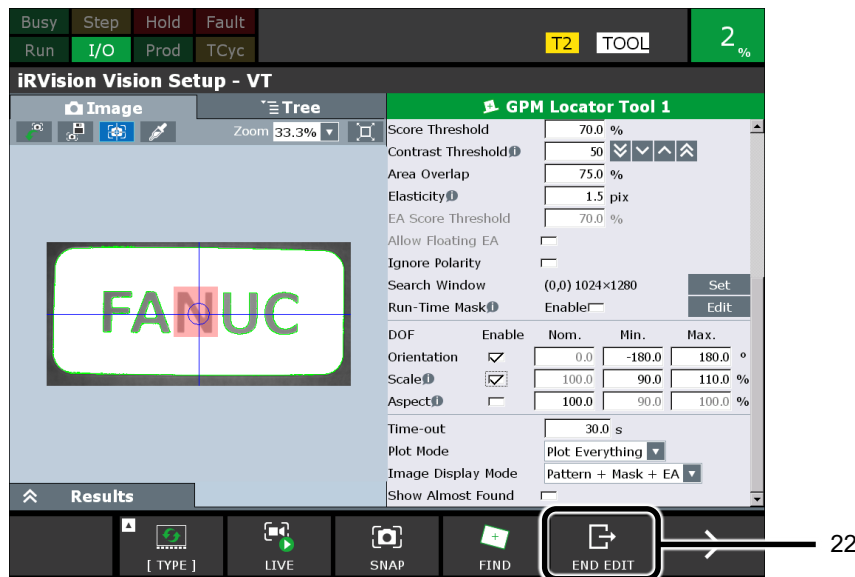 Busy Step Hold Fault
Run I/O Prod TCyc T2 TOOL 2 %
iRVision Vision Setup - VT
Image Tree GPM Locator Tool 1
Zoom 33.3%
Score Threshold 70.0 %
Contrast Threshold 50
Area Overlap 75.0 %
Elasticity 1.5 pix
EA Score Threshold 70.0 %
Allow Floating EA
Ignore Polarity
Search Window (0,0) 1024×1280 Set
Run-Time Mask Enable Edit
FANUC
DOF Enable Nom. Min. Max.
Orientation 0.0 -180.0 180.0 °
Scale 100.0 90.0 110.0 %
Aspect 100.0 90.0 100.0 %
Time-out 30.0 s
Plot Mode Plot Everything
Image Display Mode Pattern + Mask + EA
Show Almost Found
Results
[ TYPE ] LIVE SNAP FIND END EDIT
22